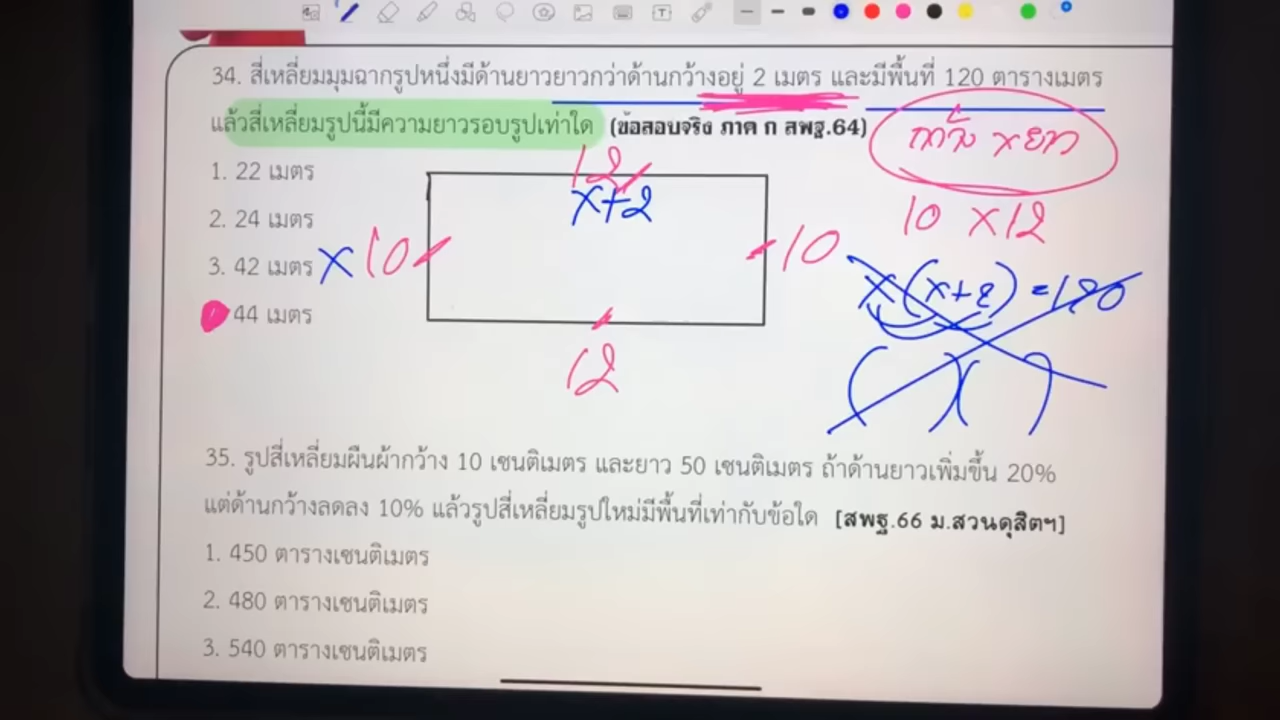 34. สี่เหลี่ยมมุมฉากรูปหนึ่งมีด้านยาวยาวกว่าด้านกว้างอยู่ 2 เมตร และมีพื้นที่ 120 ตารางเมตร
แล้วสี่เหลี่ยมรูปนี้มีความยาวรอบรูปเท่าใด (ข้อสอบจริง ภาค ก สพฐ.64)
กว้าง × ยาว
1. 22 เมตร
12
x+2
2. 24 เมตร
10 × 12
3. 42 เมตร
x 10
10
x(x+2) = 120
44 เมตร
12
( )( )
35. รูปสี่เหลี่ยมผืนผ้ากว้าง 10 เซนติเมตร และยาว 50 เซนติเมตร ถ้าด้านยาวเพิ่มขึ้น 20%
แต่ด้านกว้างลดลง 10% แล้วรูปสี่เหลี่ยมรูปใหม่มีพื้นที่เท่ากับข้อใด [สพฐ.66 ม.สวนดุสิตฯ]
1. 450 ตารางเซนติเมตร
2. 480 ตารางเซนติเมตร
3. 540 ตารางเซนติเมตร